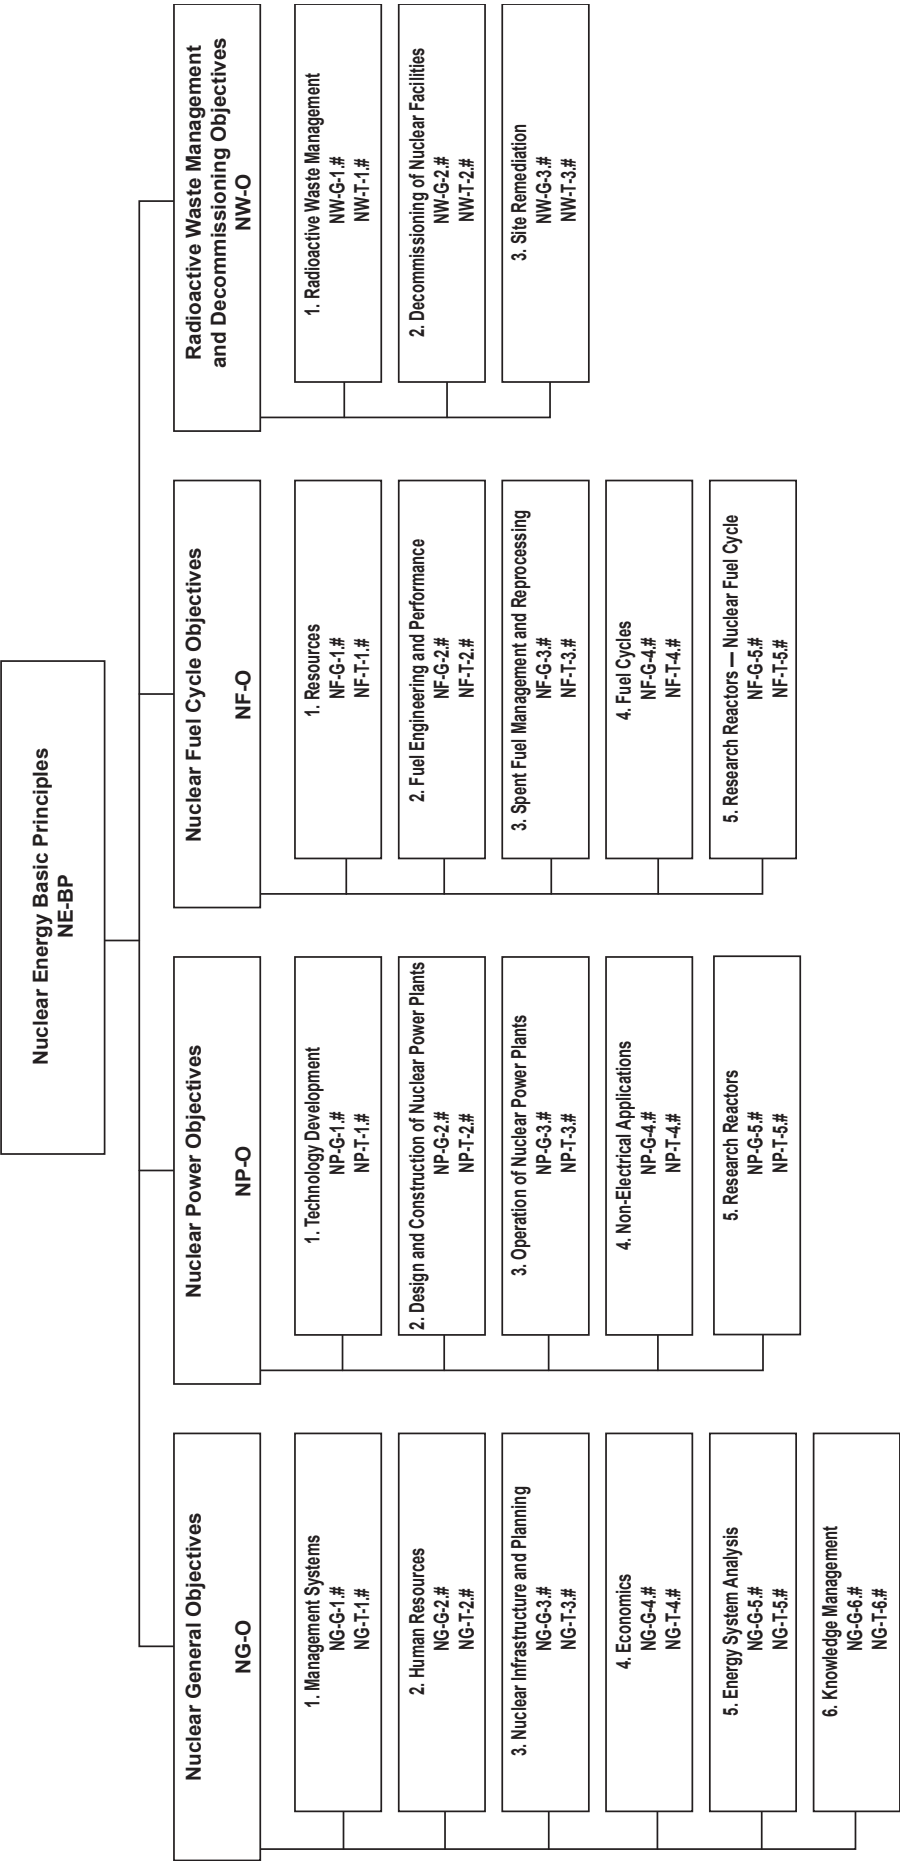 Nuclear Energy Basic Principles
NE-BP
Nuclear General Objectives
NG-O
1. Management Systems
NG-G-1.#
NG-T-1.#
2. Human Resources
NG-G-2.#
NG-T-2.#
3. Nuclear Infrastructure and Planning
NG-G-3.#
NG-T-3.#
4. Economics
NG-G-4.#
NG-T-4.#
5. Energy System Analysis
NG-G-5.#
NG-T-5.#
6. Knowledge Management
NG-G-6.#
NG-T-6.#
Nuclear Power Objectives
NP-O
1. Technology Development
NP-G-1.#
NP-T-1.#
2. Design and Construction of Nuclear Power Plants
NP-G-2.#
NP-T-2.#
3. Operation of Nuclear Power Plants
NP-G-3.#
NP-T-3.#
4. Non-Electrical Applications
NP-G-4.#
NP-T-4.#
5. Research Reactors
NP-G-5.#
NP-T-5.#
Nuclear Fuel Cycle Objectives
NF-O
1. Resources
NF-G-1.#
NF-T-1.#
2. Fuel Engineering and Performance
NF-G-2.#
NF-T-2.#
3. Spent Fuel Management and Reprocessing
NF-G-3.#
NF-T-3.#
4. Fuel Cycles
NF-G-4.#
NF-T-4.#
5. Research Reactors — Nuclear Fuel Cycle
NF-G-5.#
NF-T-5.#
Radioactive Waste Management
and Decommissioning Objectives
NW-O
1. Radioactive Waste Management
NW-G-1.#
NW-T-1.#
2. Decommissioning of Nuclear Facilities
NW-G-2.#
NW-T-2.#
3. Site Remediation
NW-G-3.#
NW-T-3.#